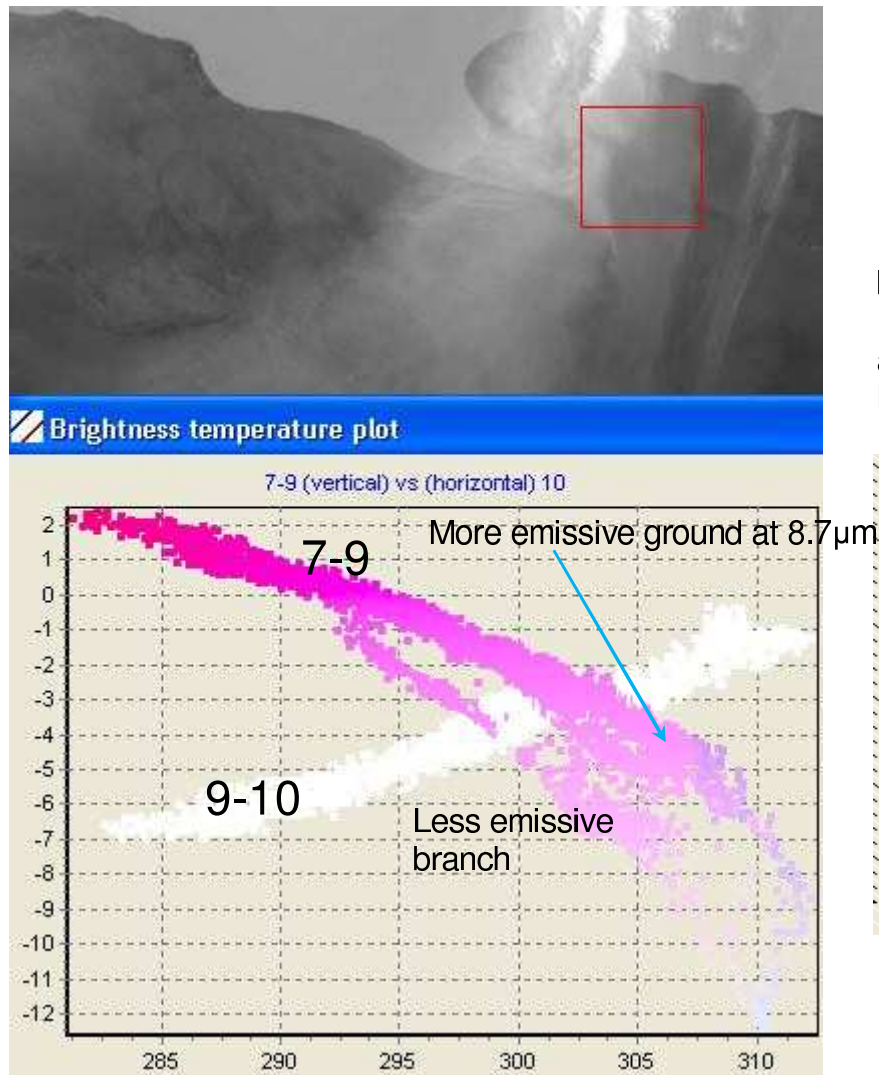 Brightness temperature plot
7-9 (vertical) vs (horizontal) 10
2
More emissive ground at 8.7µm
1
7-9
0
-1
-2
-3
-4
-5
9-10
-6
Less emissive
branch
-7
-8
-9
-10
-11
-12
285 290 295 300 305 310